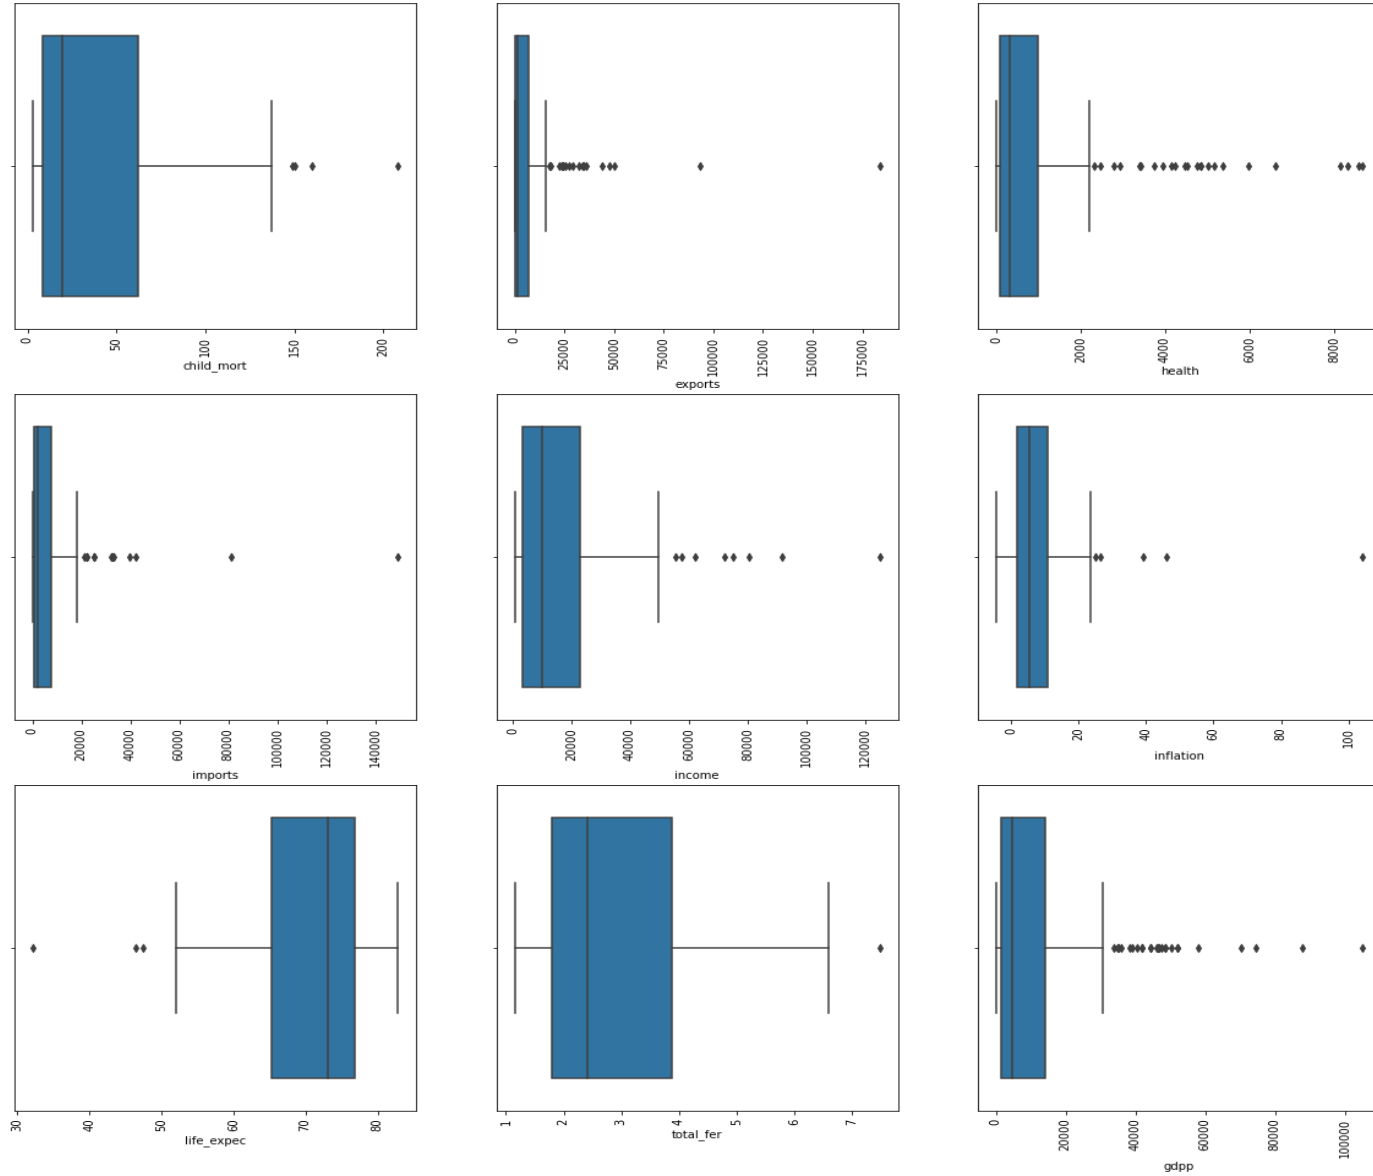 0 50 100 150 200
child_mort
0 25000 50000 75000 100000 125000 150000 175000
exports
0 2000 4000 6000 8000
health
0 20000 40000 60000 80000 100000 120000 140000
imports
0 20000 40000 60000 80000 100000 120000
income
0 20 40 60 80 100
inflation
30 40 50 60 70 80
life_expec
1 2 3 4 5 6 7
total_fer
0 20000 40000 60000 80000 100000
gdpp